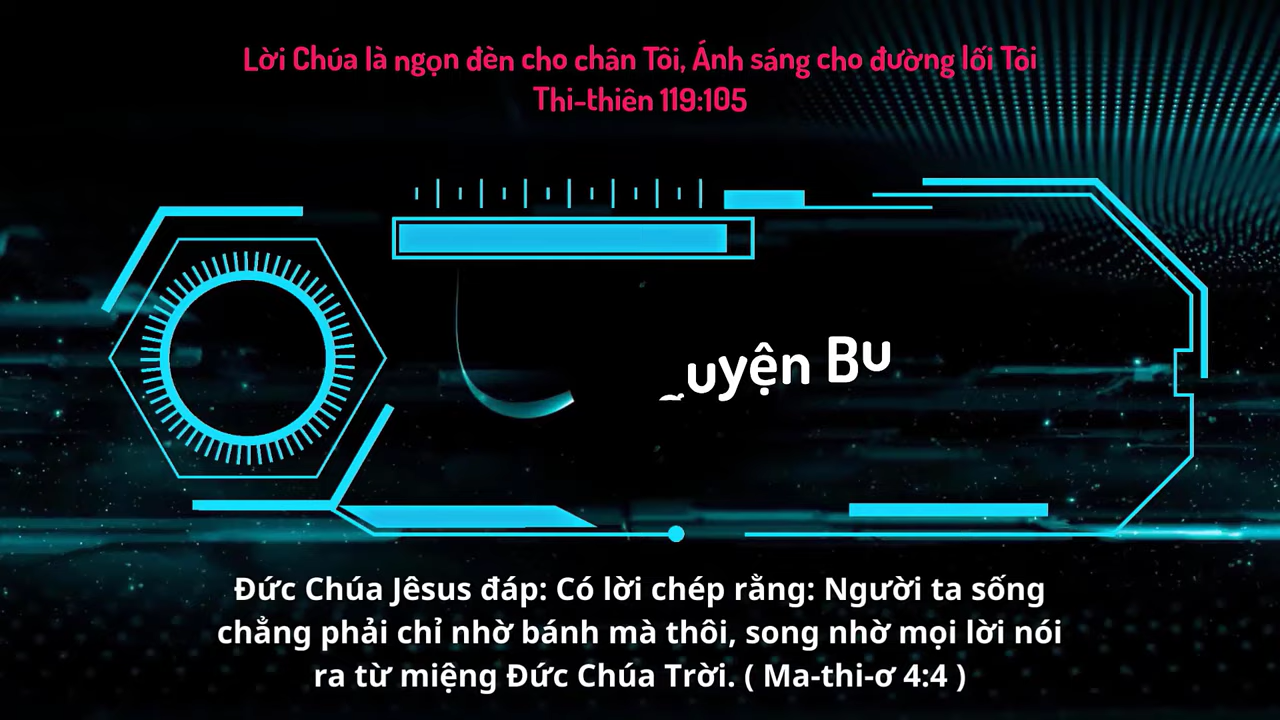 Lời Chúa là ngọn đèn cho chân Tôi, Ánh sáng cho đường lối Tôi
Thi-thiên 119:105
uyện Bu
Đức Chúa Jêsus đáp: Có lời chép rằng: Người ta sống
chẳng phải chỉ nhờ bánh mà thôi, song nhờ mọi lời nói
ra từ miệng Đức Chúa Trời. ( Ma-thi-ơ 4:4 )